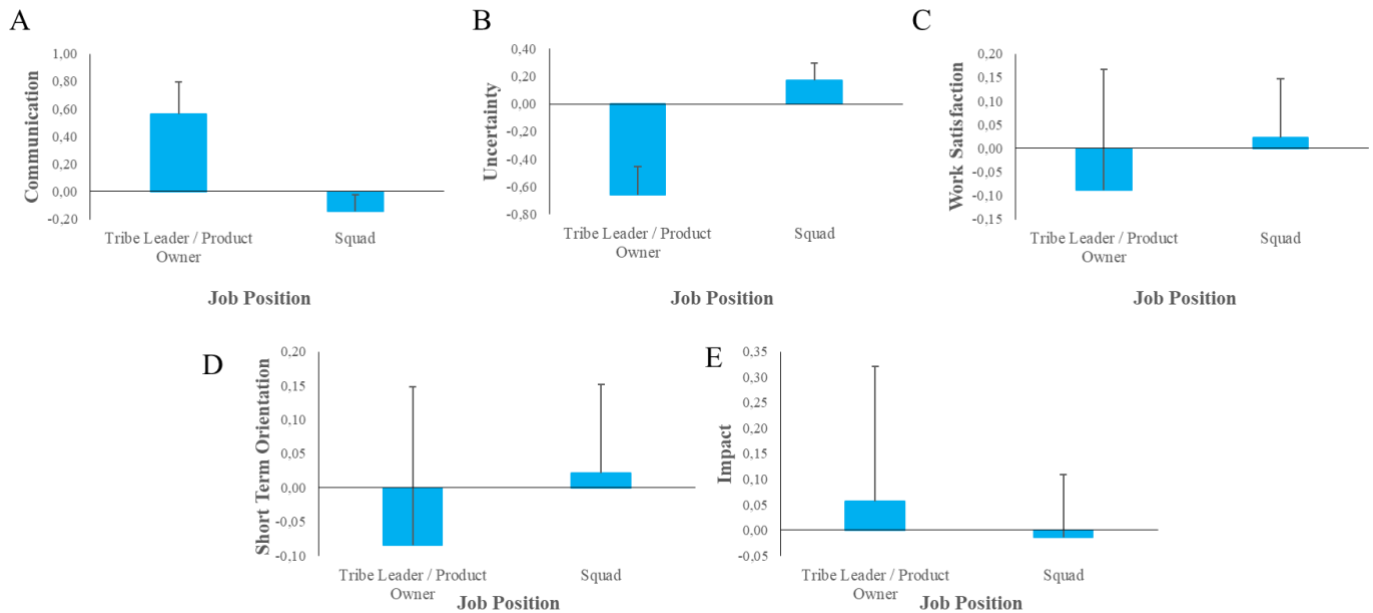 A
Communication
1,00
0,80
0,60
0,40
0,20
0,00
-0,20
Tribe Leader / Product
Owner
Squad
Job Position
B
Uncertainty
0,40
0,20
0,00
-0,20
-0,40
-0,60
-0,80
Tribe Leader / Product
Owner
Squad
Job Position
C
Work Satisfaction
0,20
0,15
0,10
0,05
0,00
-0,05
-0,10
-0,15
Tribe Leader / Product
Owner
Squad
Job Position
D
Short Term Orientation
0,20
0,15
0,10
0,05
0,00
-0,05
-0,10
Tribe Leader / Product
Owner
Squad
Job Position
E
Impact
0,35
0,30
0,25
0,20
0,15
0,10
0,05
0,00
-0,05
Tribe Leader / Product
Owner
Squad
Job Position